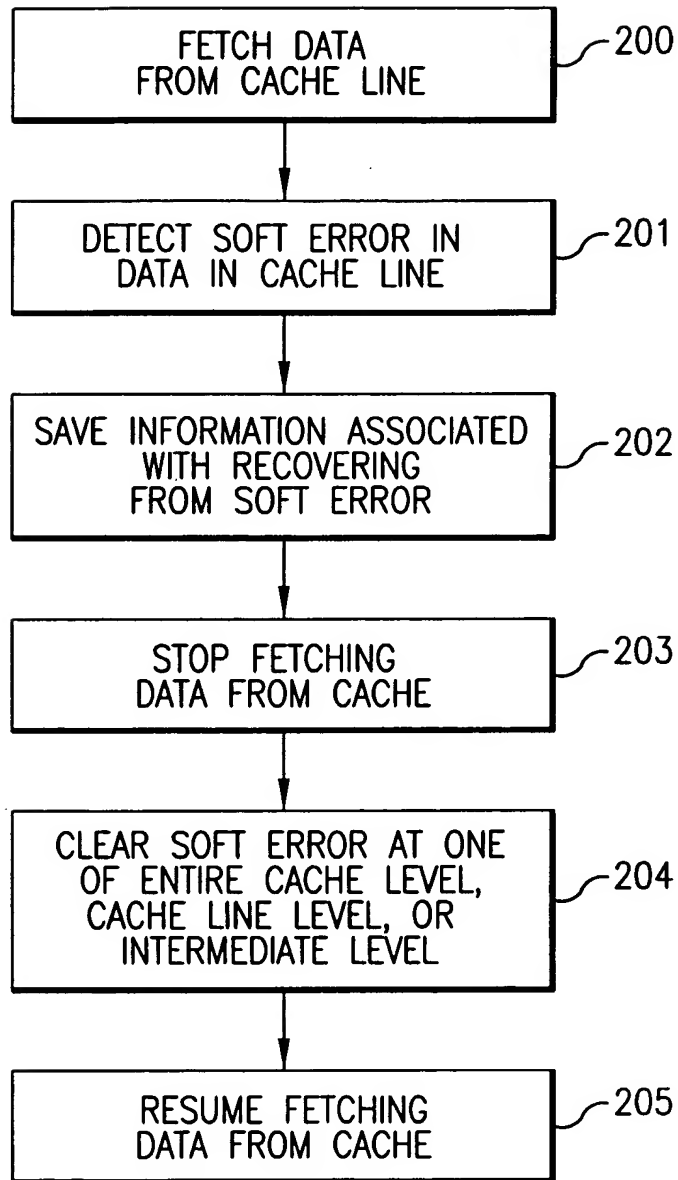 FETCH DATA
FROM CACHE LINE
200
DETECT SOFT ERROR IN
DATA IN CACHE LINE
201
SAVE INFORMATION ASSOCIATED
WITH RECOVERING
FROM SOFT ERROR
202
STOP FETCHING
DATA FROM CACHE
203
CLEAR SOFT ERROR AT ONE
OF ENTIRE CACHE LEVEL,
CACHE LINE LEVEL, OR
INTERMEDIATE LEVEL
204
RESUME FETCHING
DATA FROM CACHE
205